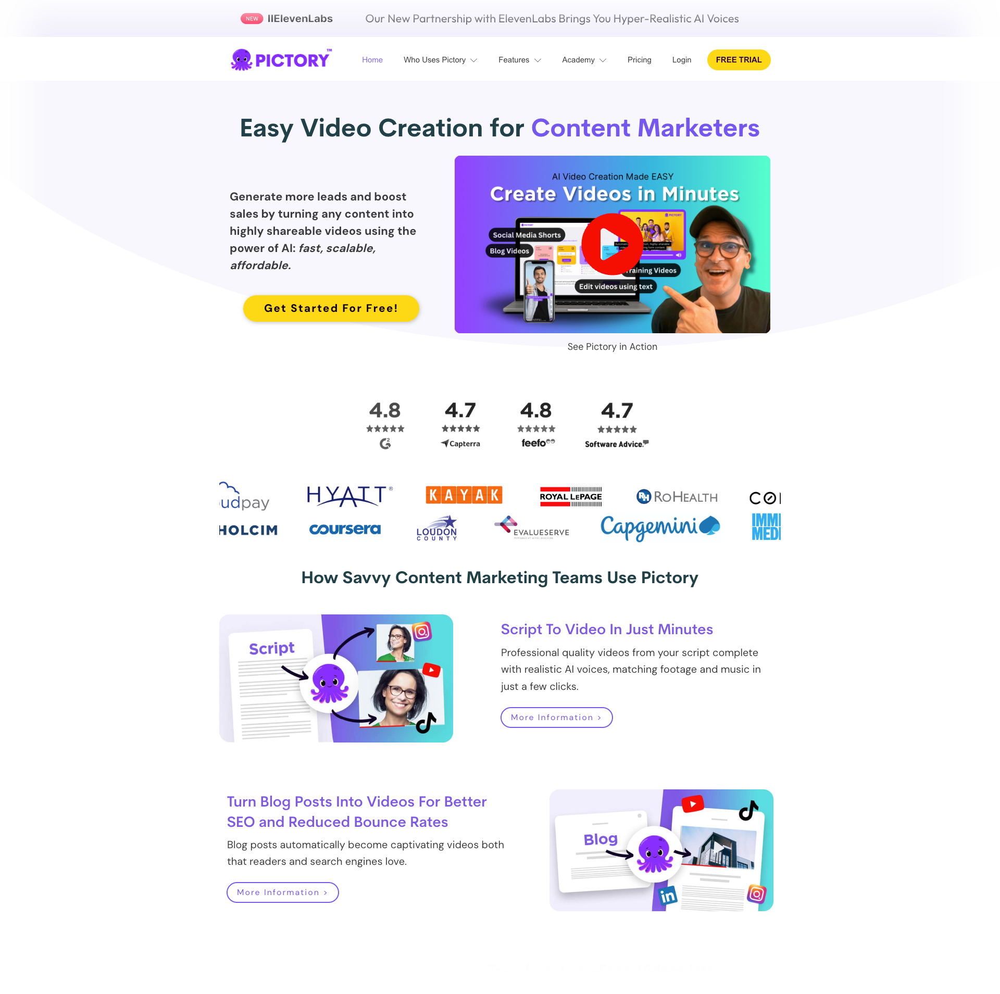 NEW IIElevenLabs Our New Partnership with ElevenLabs Brings You Hyper-Realistic AI Voices
PICTORY™ Home Who Uses Pictory Features Academy Pricing Login FREE TRIAL
Easy Video Creation for Content Marketers
Generate more leads and boost
sales by turning any content into
highly shareable videos using the
power of AI: fast, scalable,
affordable.
Get Started For Free!
AI Video Creation Made EASY
Create Videos in Minutes
PICTORY
PICTORY
Social Media Shorts
Blog Videos
Training Videos
Edit videos using text
See Pictory in Action
4.8 4.7 4.8 4.7
G2 Capterra feefo Software Advice.
udpay HYATT® KAYAK ROYAL LEPAGE RH ROHEALTH CO
HOLCIM coursera LOUDON COUNTY EVALUESERVE Capgemini IMM
MED
How Savvy Content Marketing Teams Use Pictory
Script
Script To Video In Just Minutes
Professional quality videos from your script complete
with realistic AI voices, matching footage and music in
just a few clicks.
More Information >
Turn Blog Posts Into Videos For Better
SEO and Reduced Bounce Rates
Blog posts automatically become captivating videos both
that readers and search engines love.
More Information >
Blog
in